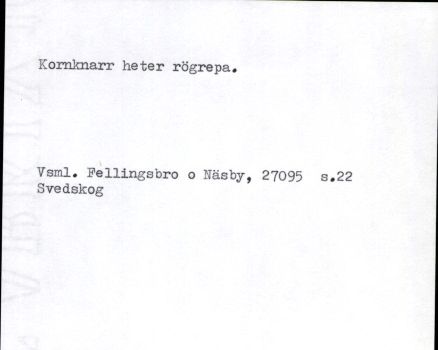 Kornknarr heter rögrepa.
Vsml. Fellingsbro o Näsby, 27095 s.22
Svedskog